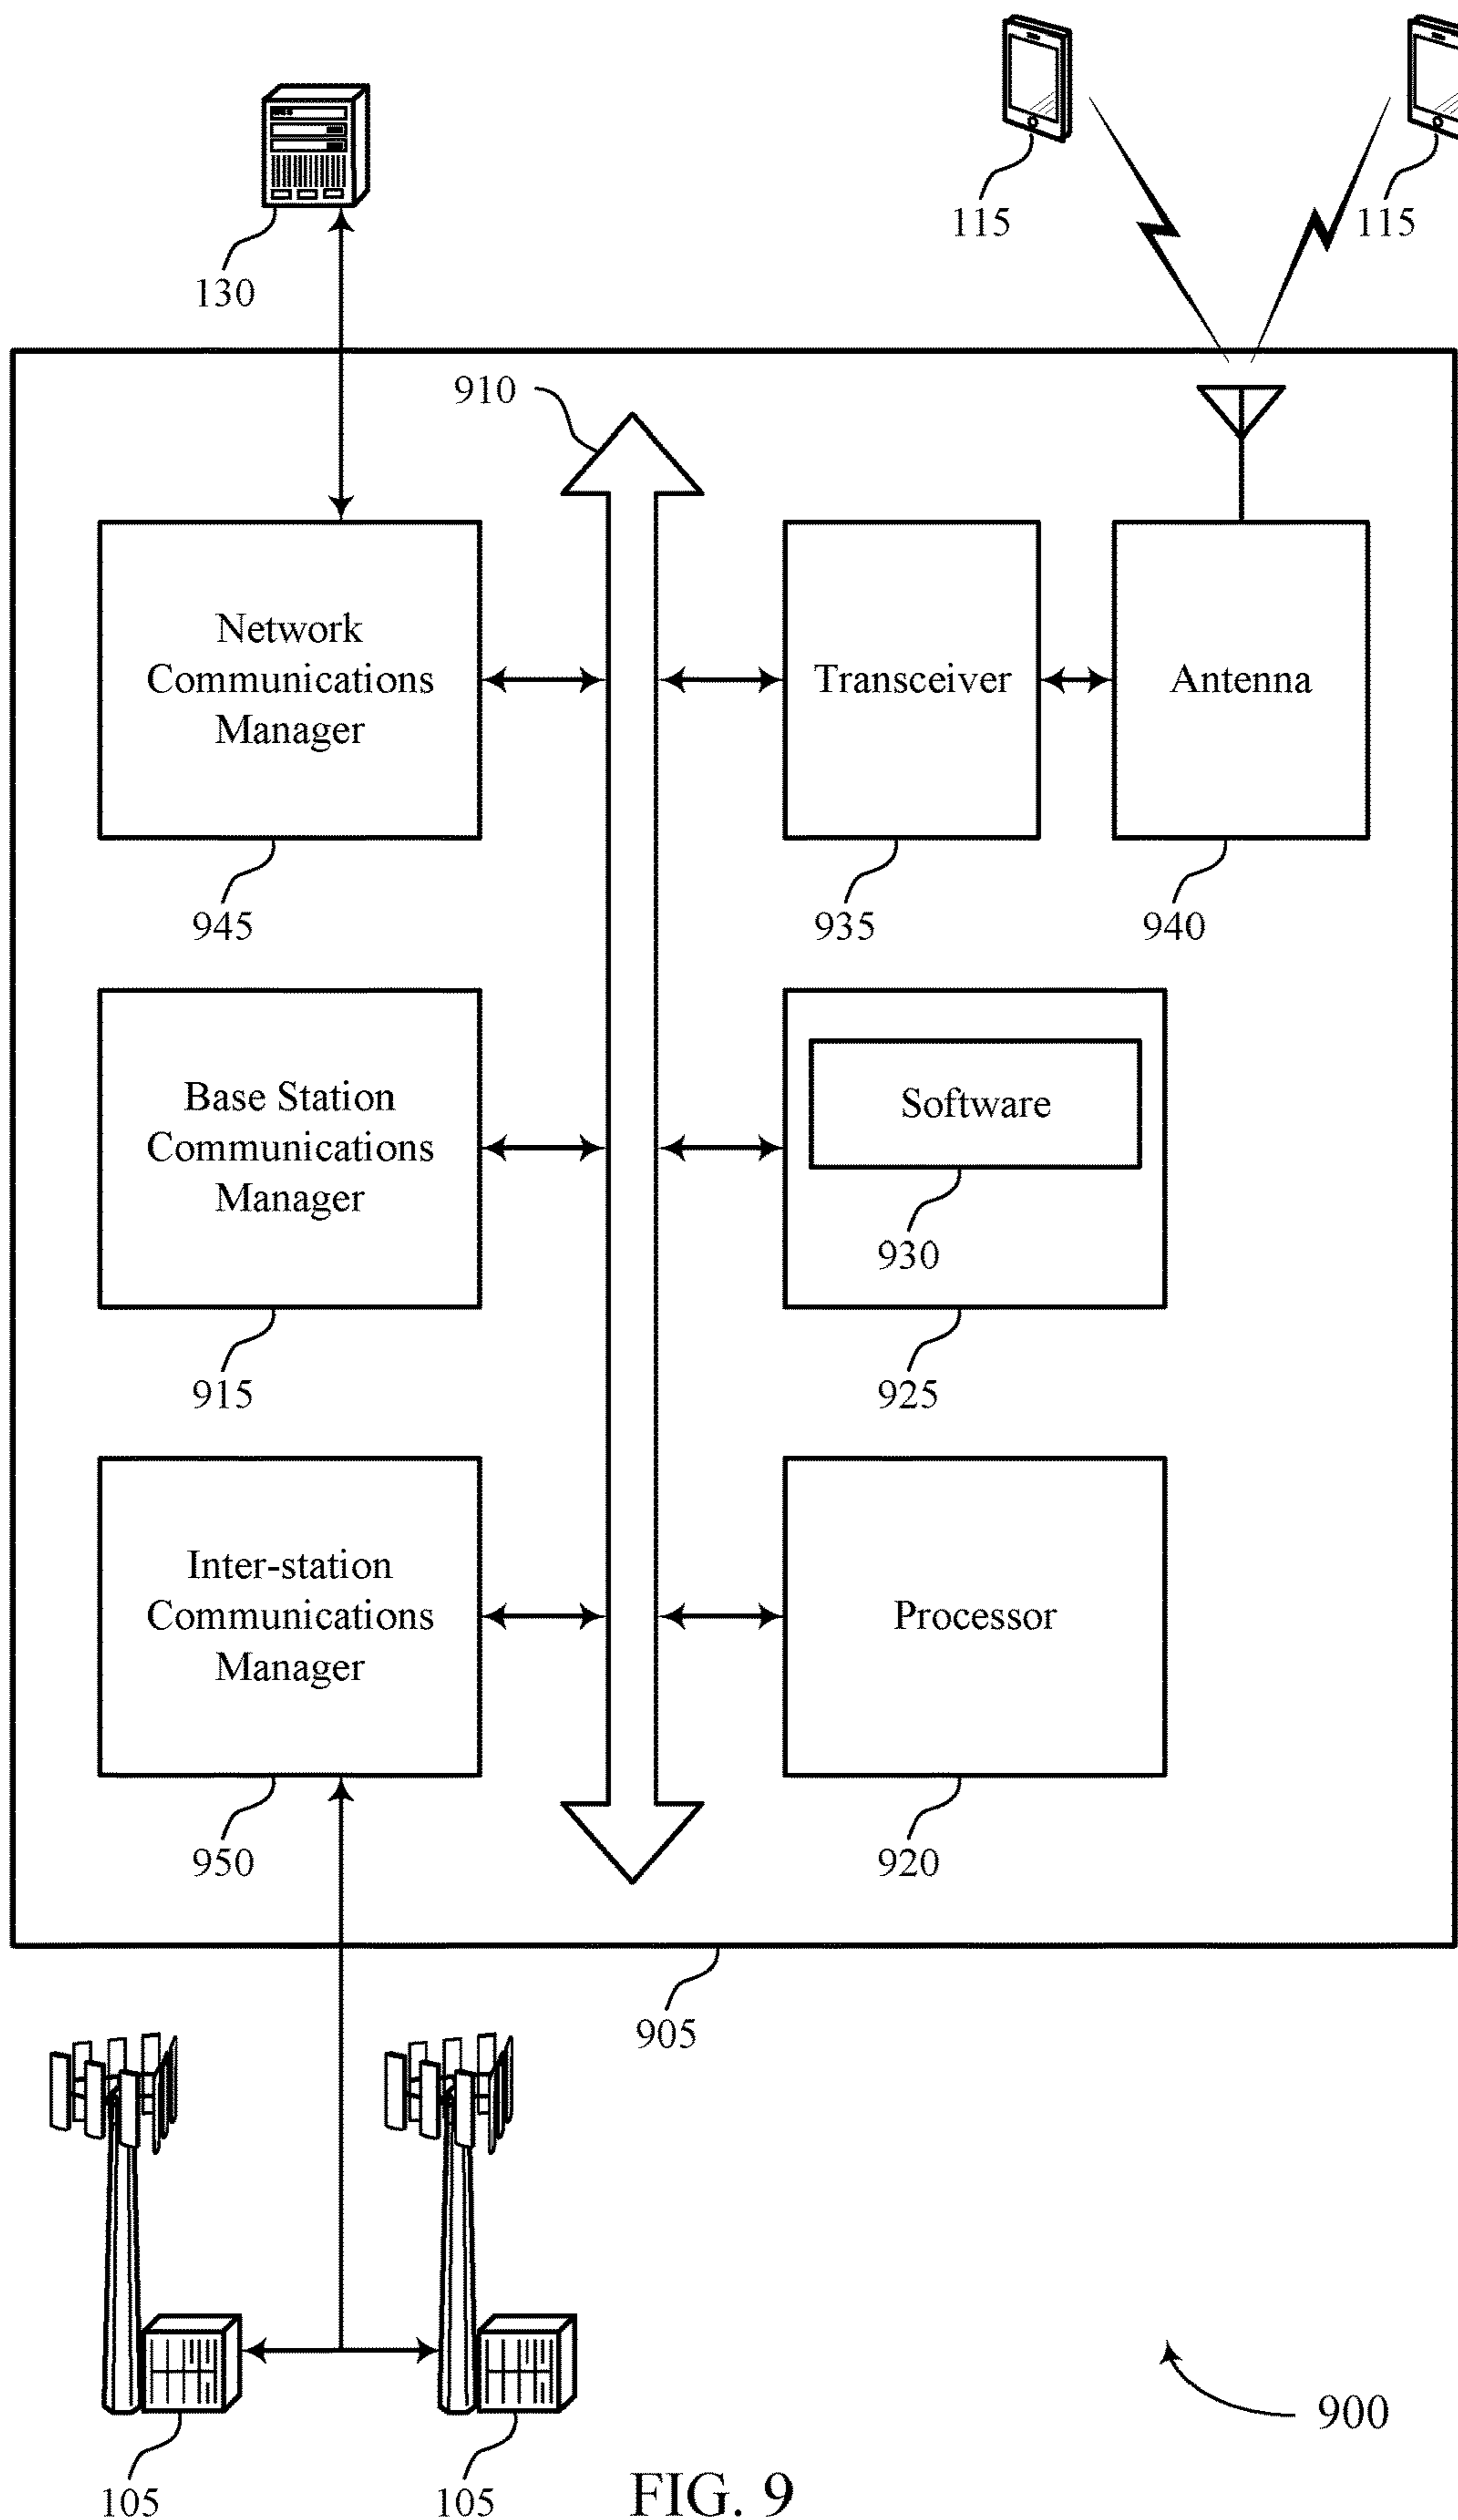 115
115
130
910
Network
Communications
Manager
Transceiver
Antenna
945
935
940
Base Station
Communications
Manager
Software
930
915
925
Inter-station
Communications
Manager
Processor
950
920
905
900
105
105
FIG. 9